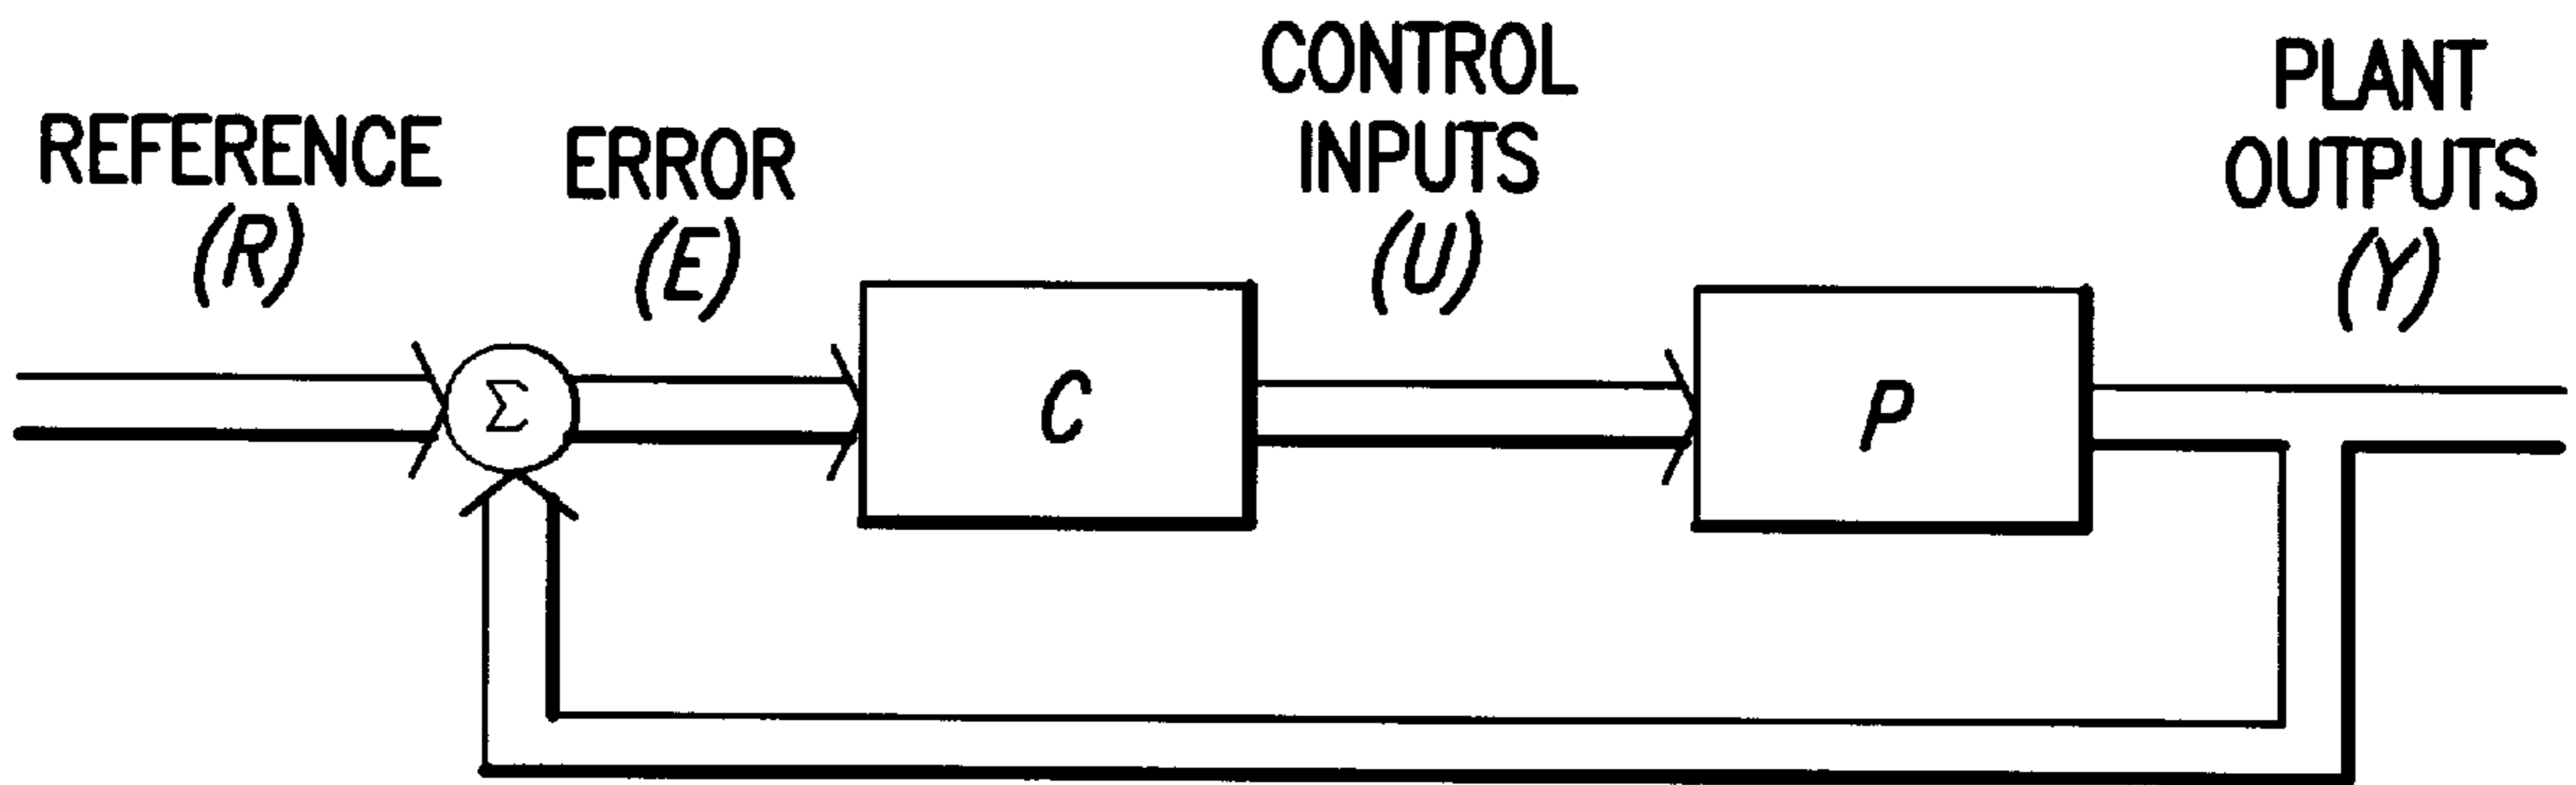 REFERENCE
(R)
ERROR
(E)
CONTROL
INPUTS
(U)
PLANT
OUTPUTS
(Y)
Σ
C
P